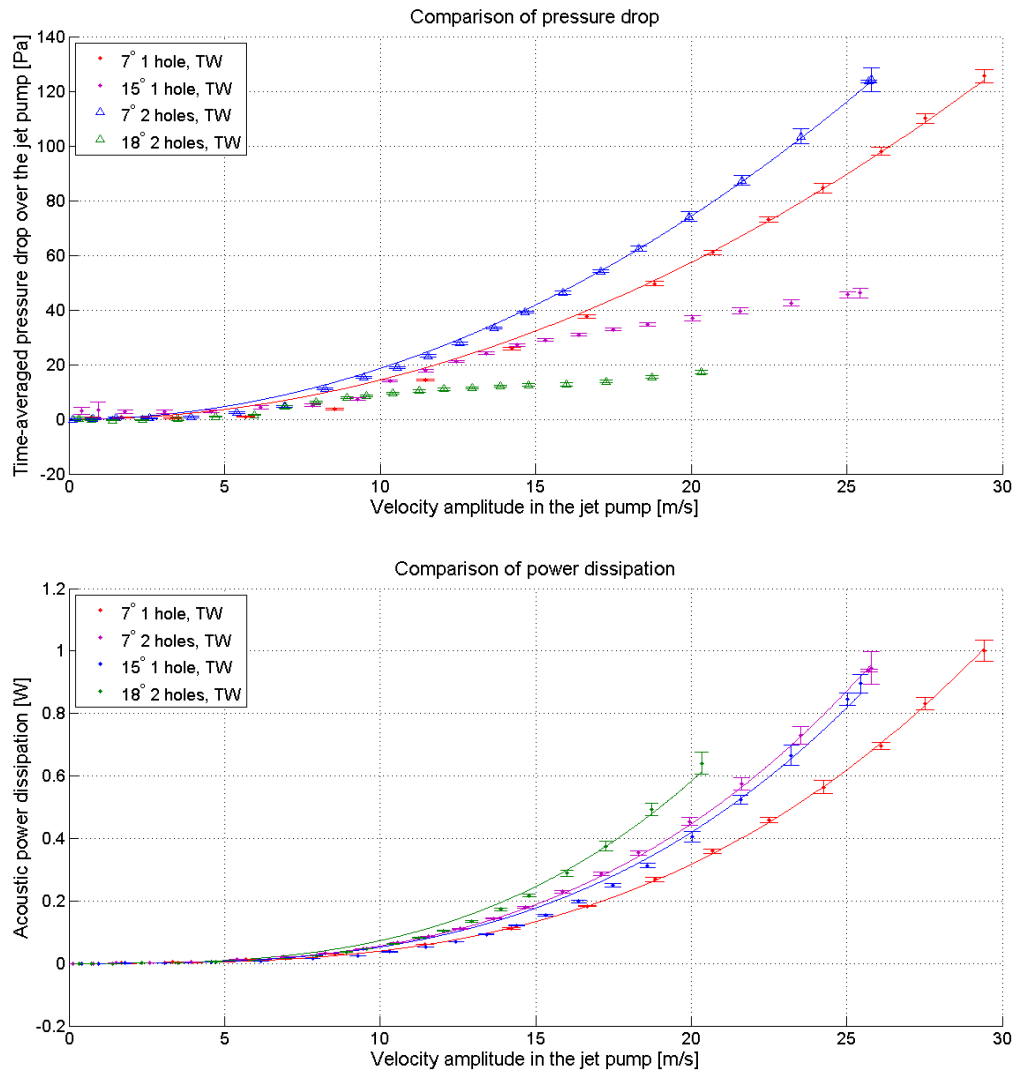 Comparison of pressure drop
Time-averaged pressure drop over the jet pump [Pa]
140
120
100
80
60
40
20
0
-20
7° 1 hole, TW
15° 1 hole, TW
7° 2 holes, TW
18° 2 holes, TW
0 5 10 15 20 25 30
Velocity amplitude in the jet pump [m/s]
Comparison of power dissipation
Acoustic power dissipation [W]
1.2
1
0.8
0.6
0.4
0.2
0
-0.2
7° 1 hole, TW
7° 2 holes, TW
15° 1 hole, TW
18° 2 holes, TW
0 5 10 15 20 25 30
Velocity amplitude in the jet pump [m/s]